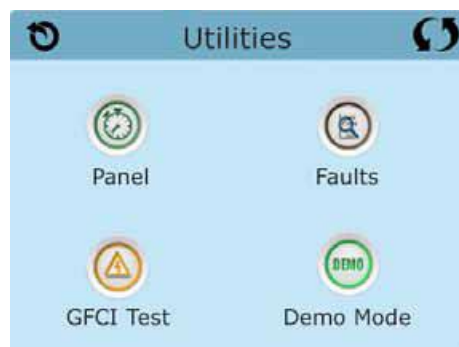 Utilities
Panel
Faults
DEMO
GFCI Test
Demo Mode